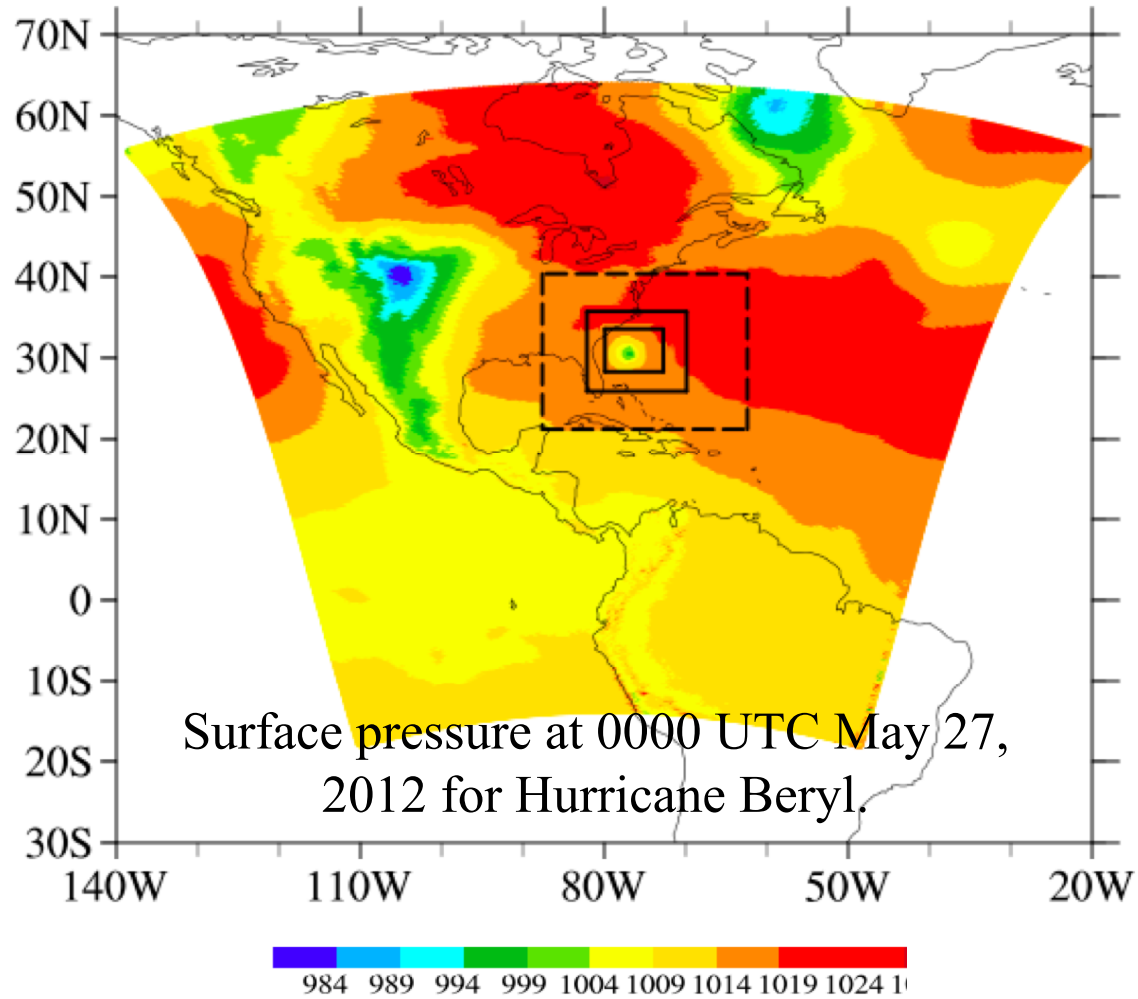 70N
60N
50N
40N
30N
20N
10N
0
10S
Surface pressure at 0000 UTC May 27,
20S
2012 for Hurricane Beryl.
30S
140W 110W 80W 50W 20W
984 989 994 999 1004 1009 1014 1019 1024